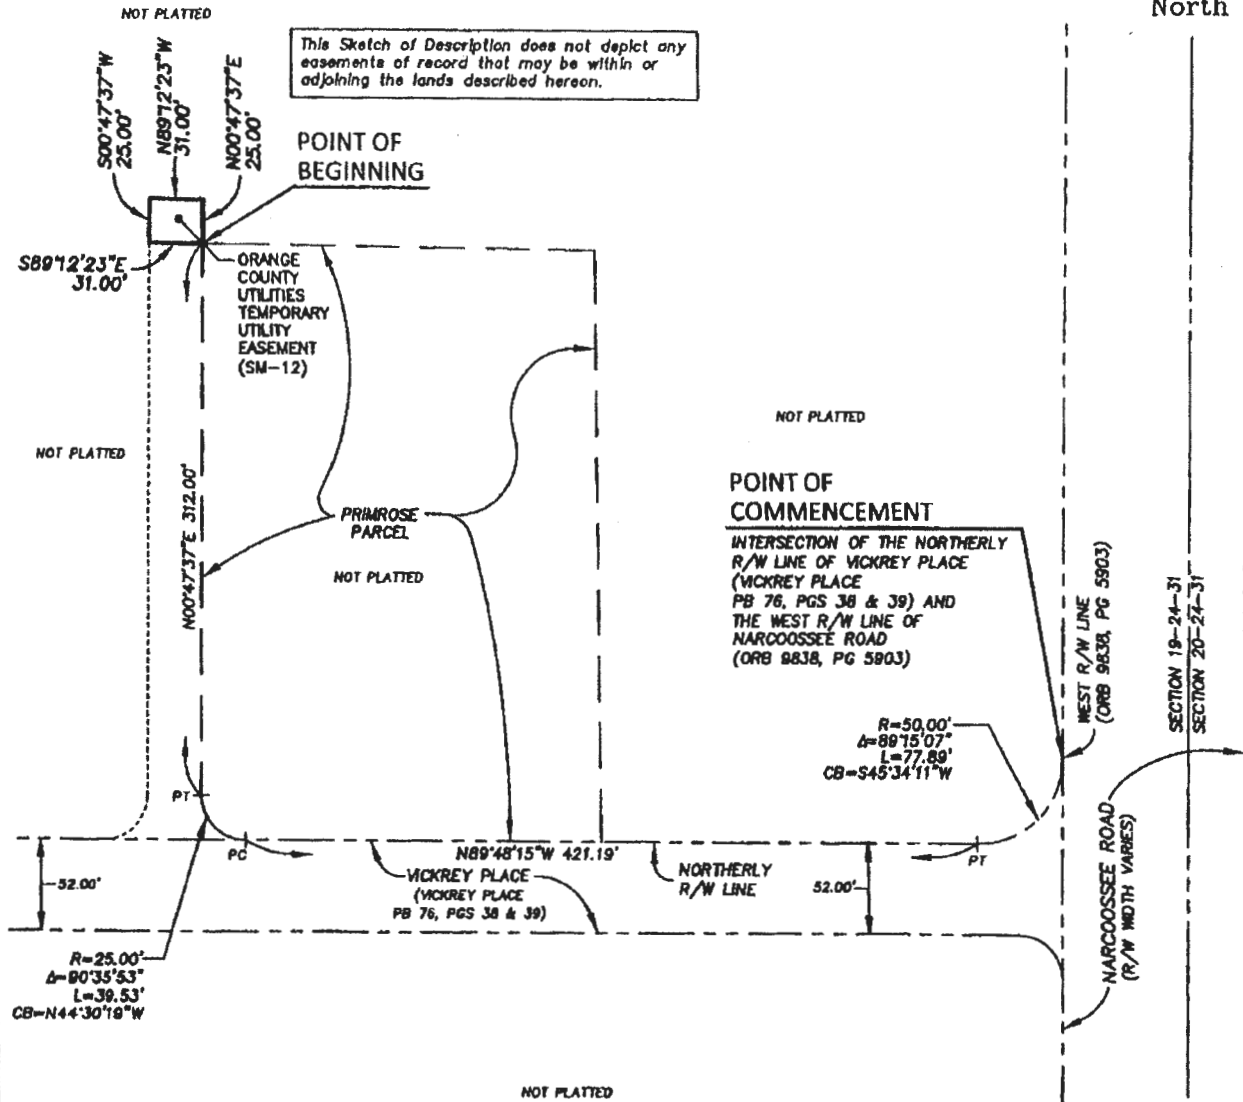 North
NOT PLATTED
This Sketch of Description does not depict any
easements of record that may be within or
adjoining the lands described hereon.
S00°47'37"W
25.00'
N89°12'23"W
31.00'
N00°47'37"E
25.00'
POINT OF
BEGINNING
S89°12'23"E
31.00'
ORANGE
COUNTY
UTILITIES
TEMPORARY
UTILITY
EASEMENT
(SM-12)
NOT PLATTED
NOT PLATTED
N00°47'37"E 312.00'
PRIMROSE
PARCEL
NOT PLATTED
POINT OF
COMMENCEMENT
INTERSECTION OF THE NORTHERLY
R/W LINE OF VICKREY PLACE
(VICKREY PLACE
PB 76, PGS 38 & 39) AND
THE WEST R/W LINE OF
NARCOOSSEE ROAD
(ORB 9838, PG 5903)
WEST R/W LINE
(ORB 9838, PG 5903)
SECTION 19-24-31
SECTION 20-24-31
R=50.00'
Δ=89°15'07"
L=77.89'
CB=S45°34'11"W
PT
PC
N89°48'15"W 421.19'
PT
52.00'
VICKREY PLACE
(VICKREY PLACE
PB 76, PGS 38 & 39)
NORTHERLY
R/W LINE
52.00'
NARCOOSSEE ROAD
(R/W WIDTH VARIES)
R=25.00'
Δ=90°35'53"
L=39.53'
CB=N44°30'19"W
NOT PLATTED